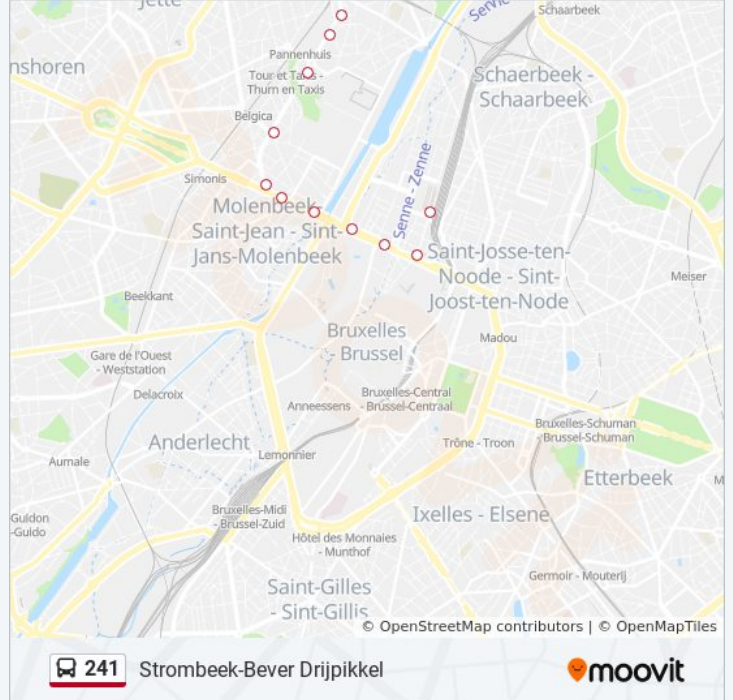 Jette
Servi
Schaarbeek
Pannenhuis
nshoren
Tour et Taxis -
Thurn en Taxis
Schaerbeek -
Schaarbeek
Belgica
Senne - Zenne
Simonis
Molenbeek-
Saint-Jean - Sint-
Jans-Molenbeek
Saint-Josse-ten-
Noode - Sint-
Joost-ten-Node
Meiser
Beekkant
Bruxelles
- Brussel
Madou
Gare de l'Ouest
- Weststation
Delacroix
Bruxelles-Central
- Brussel-Centraal
Anneessens
Bruxelles-Schuman
- Brussel-Schuman
Anderlecht
Trône - Troon
Lemonnier
Aumale
Etterbeek
M
Bruxelles-Midi
- Brussel-Zuid
Ixelles - Elsene
Guidon
-Guido
Hôtel des Monnaies
- Munthof
Germoir - Mouterij
Saint-Gilles
- Sint-Gillis
© OpenStreetMap contributors | © OpenMapTiles
241 Strombeek-Bever Drijpikkel
moovit